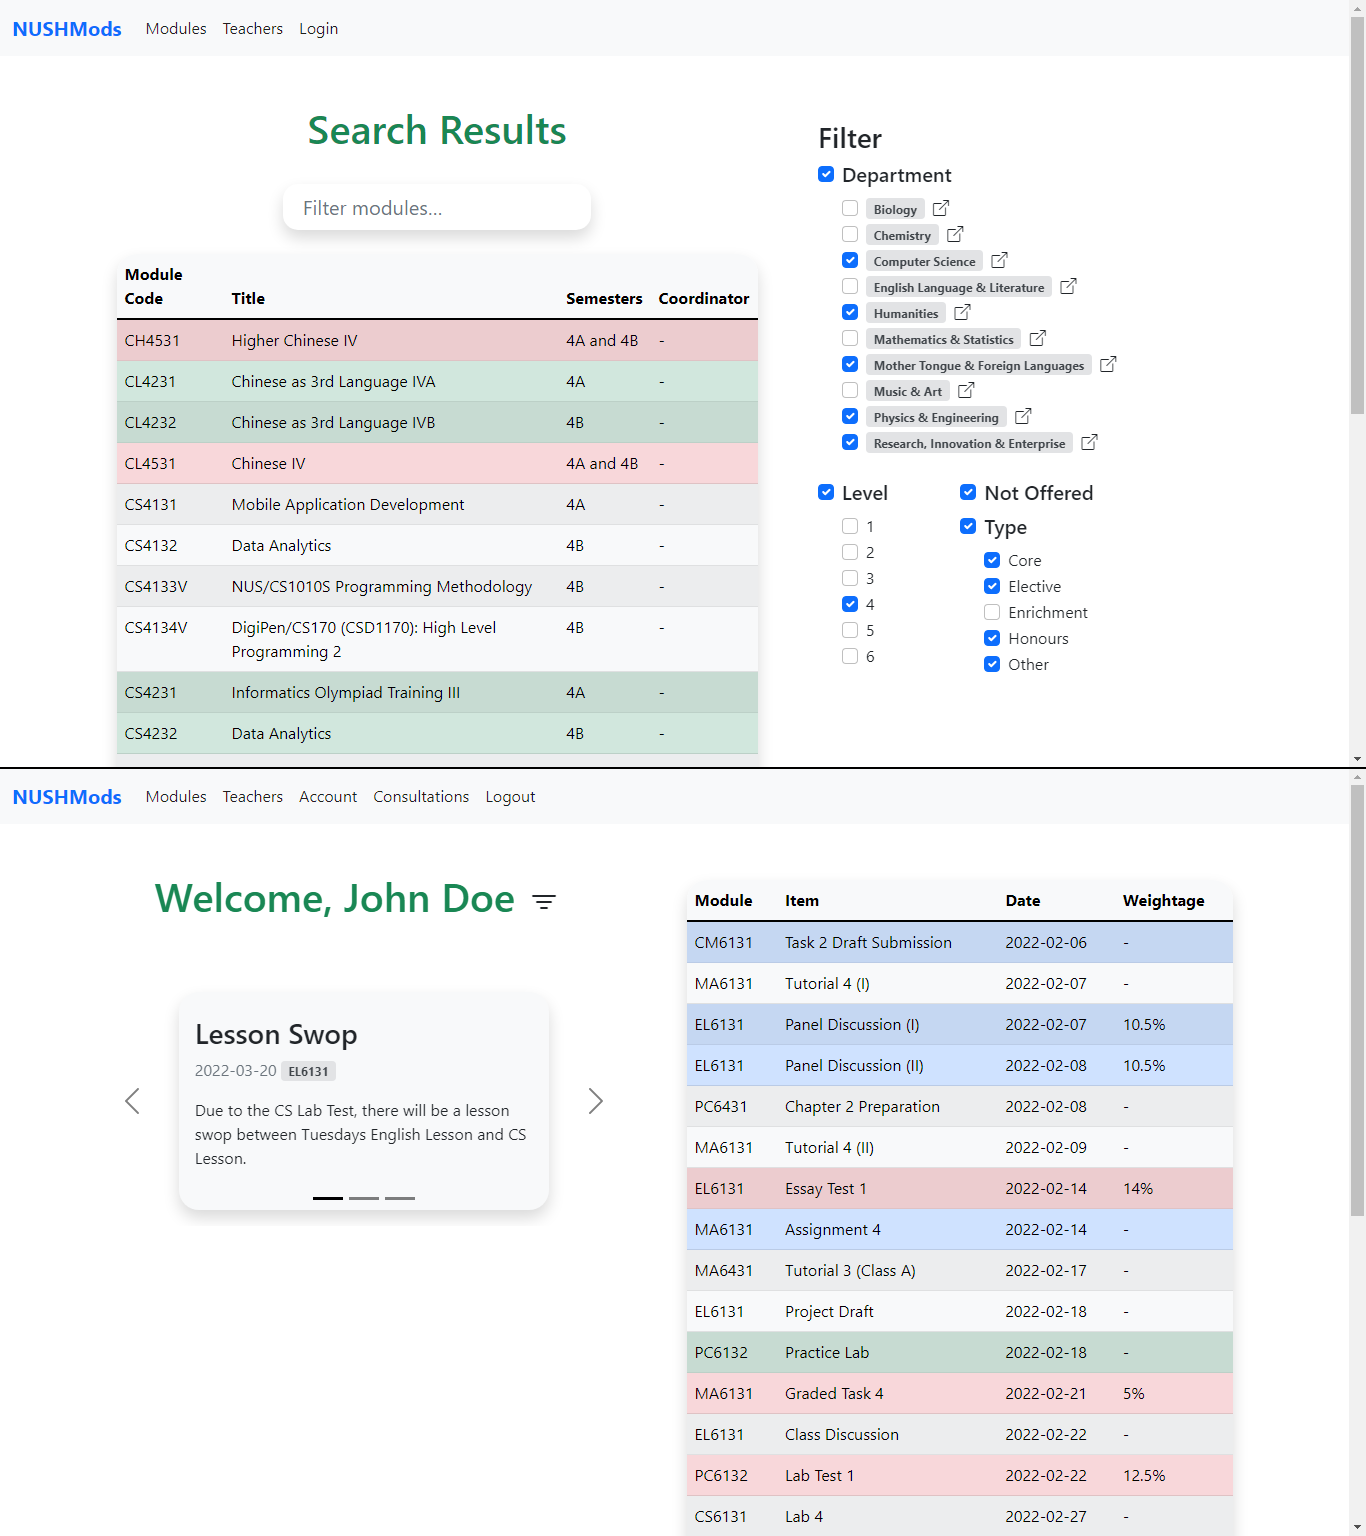 NUSHMods Modules Teachers Login
Search Results
Filter modules...
Module
Code Title Semesters Coordinator
CH4531 Higher Chinese IV 4A and 4B -
CL4231 Chinese as 3rd Language IVA 4A -
CL4232 Chinese as 3rd Language IVB 4B -
CL4531 Chinese IV 4A and 4B -
CS4131 Mobile Application Development 4A -
CS4132 Data Analytics 4B -
CS4133V NUS/CS1010S Programming Methodology 4B -
CS4134V DigiPen/CS170 (CSD1170): High Level 4B -
Programming 2
CS4231 Informatics Olympiad Training III 4A -
CS4232 Data Analytics 4B -
Filter
Department
Biology
Chemistry
Computer Science
English Language & Literature
Humanities
Mathematics & Statistics
Mother Tongue & Foreign Languages
Music & Art
Physics & Engineering
Research, Innovation & Enterprise
Level
1
2
3
4
5
6
Not Offered
Type
Core
Elective
Enrichment
Honours
Other
NUSHMods Modules Teachers Account Consultations Logout
Welcome, John Doe
Lesson Swop
2022-03-20 EL6131
Due to the CS Lab Test, there will be a lesson
swop between Tuesdays English Lesson and CS
Lesson.
Module Item Date Weightage
CM6131 Task 2 Draft Submission 2022-02-06 -
MA6131 Tutorial 4 (I) 2022-02-07 -
EL6131 Panel Discussion (I) 2022-02-07 10.5%
EL6131 Panel Discussion (II) 2022-02-08 10.5%
PC6431 Chapter 2 Preparation 2022-02-08 -
MA6131 Tutorial 4 (II) 2022-02-09 -
EL6131 Essay Test 1 2022-02-14 14%
MA6131 Assignment 4 2022-02-14 -
MA6431 Tutorial 3 (Class A) 2022-02-17 -
EL6131 Project Draft 2022-02-18 -
PC6132 Practice Lab 2022-02-18 -
MA6131 Graded Task 4 2022-02-21 5%
EL6131 Class Discussion 2022-02-22 -
PC6132 Lab Test 1 2022-02-22 12.5%
CS6131 Lab 4 2022-02-27 -